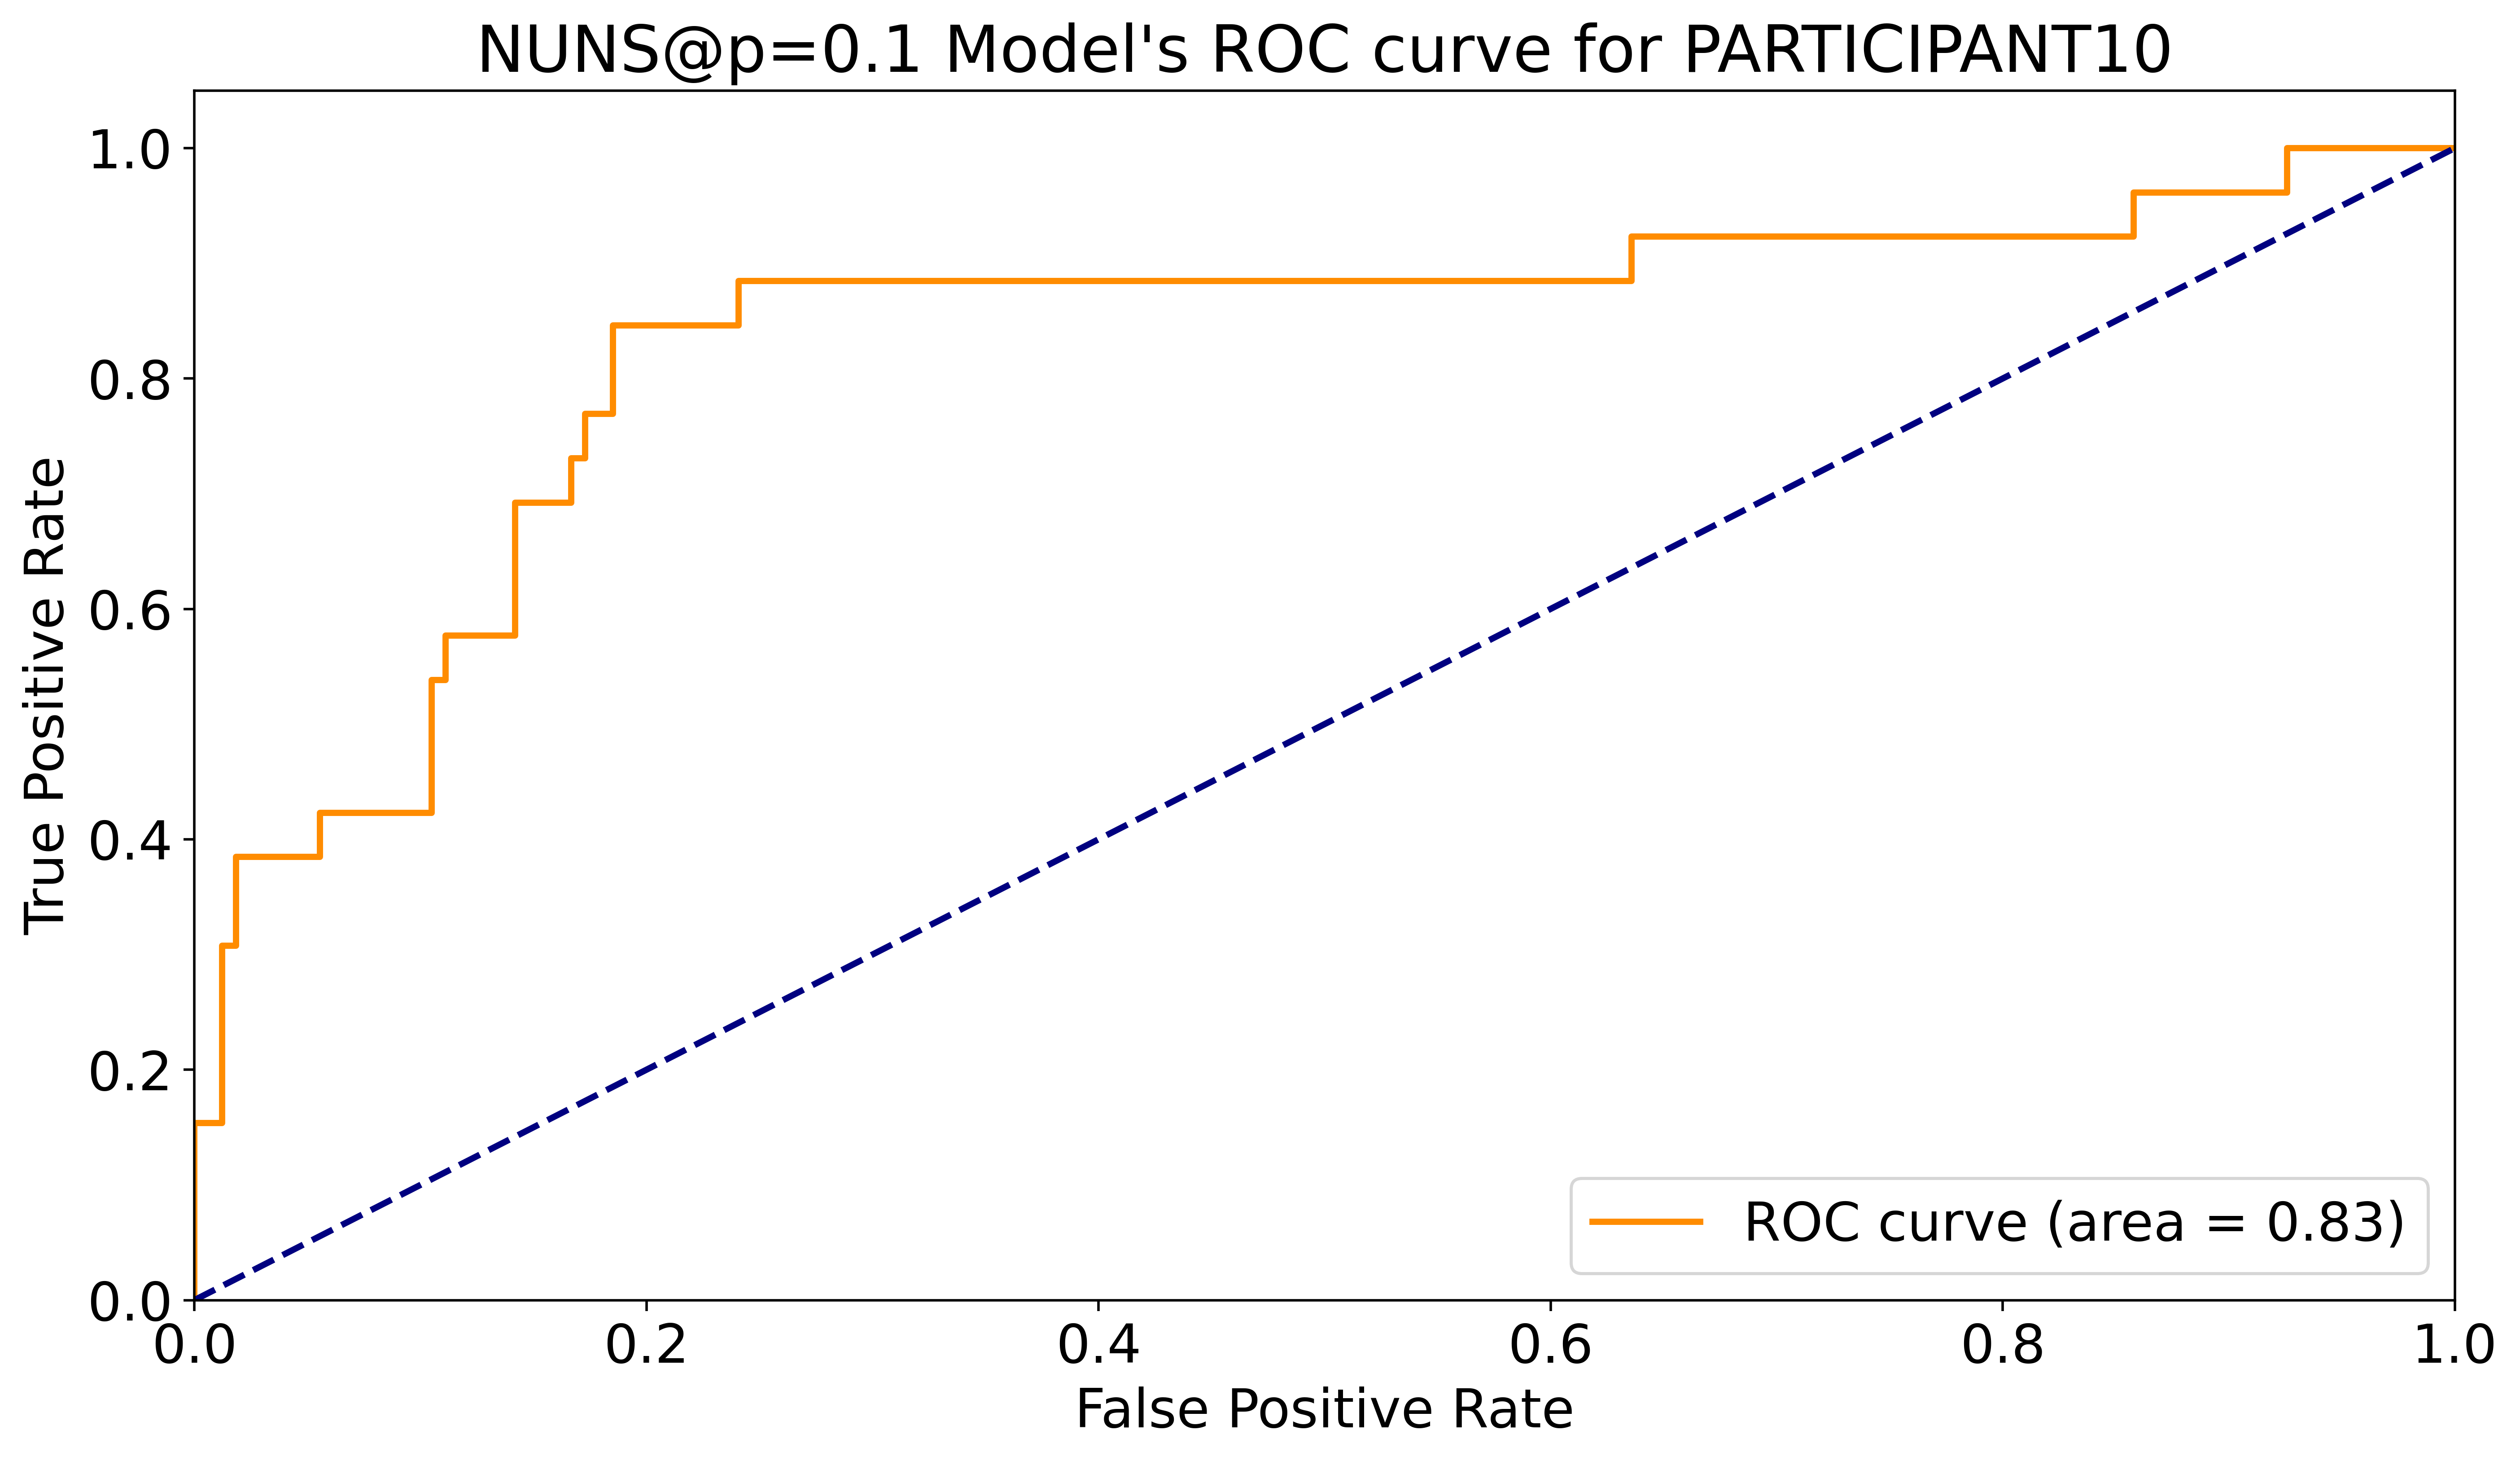 NUNS@p=0.1 Model's ROC curve for PARTICIPANT10
True Positive Rate
1.0
0.8
0.6
0.4
0.2
0.0
ROC curve (area = 0.83)
0.0 0.2 0.4 0.6 0.8 1.0
False Positive Rate